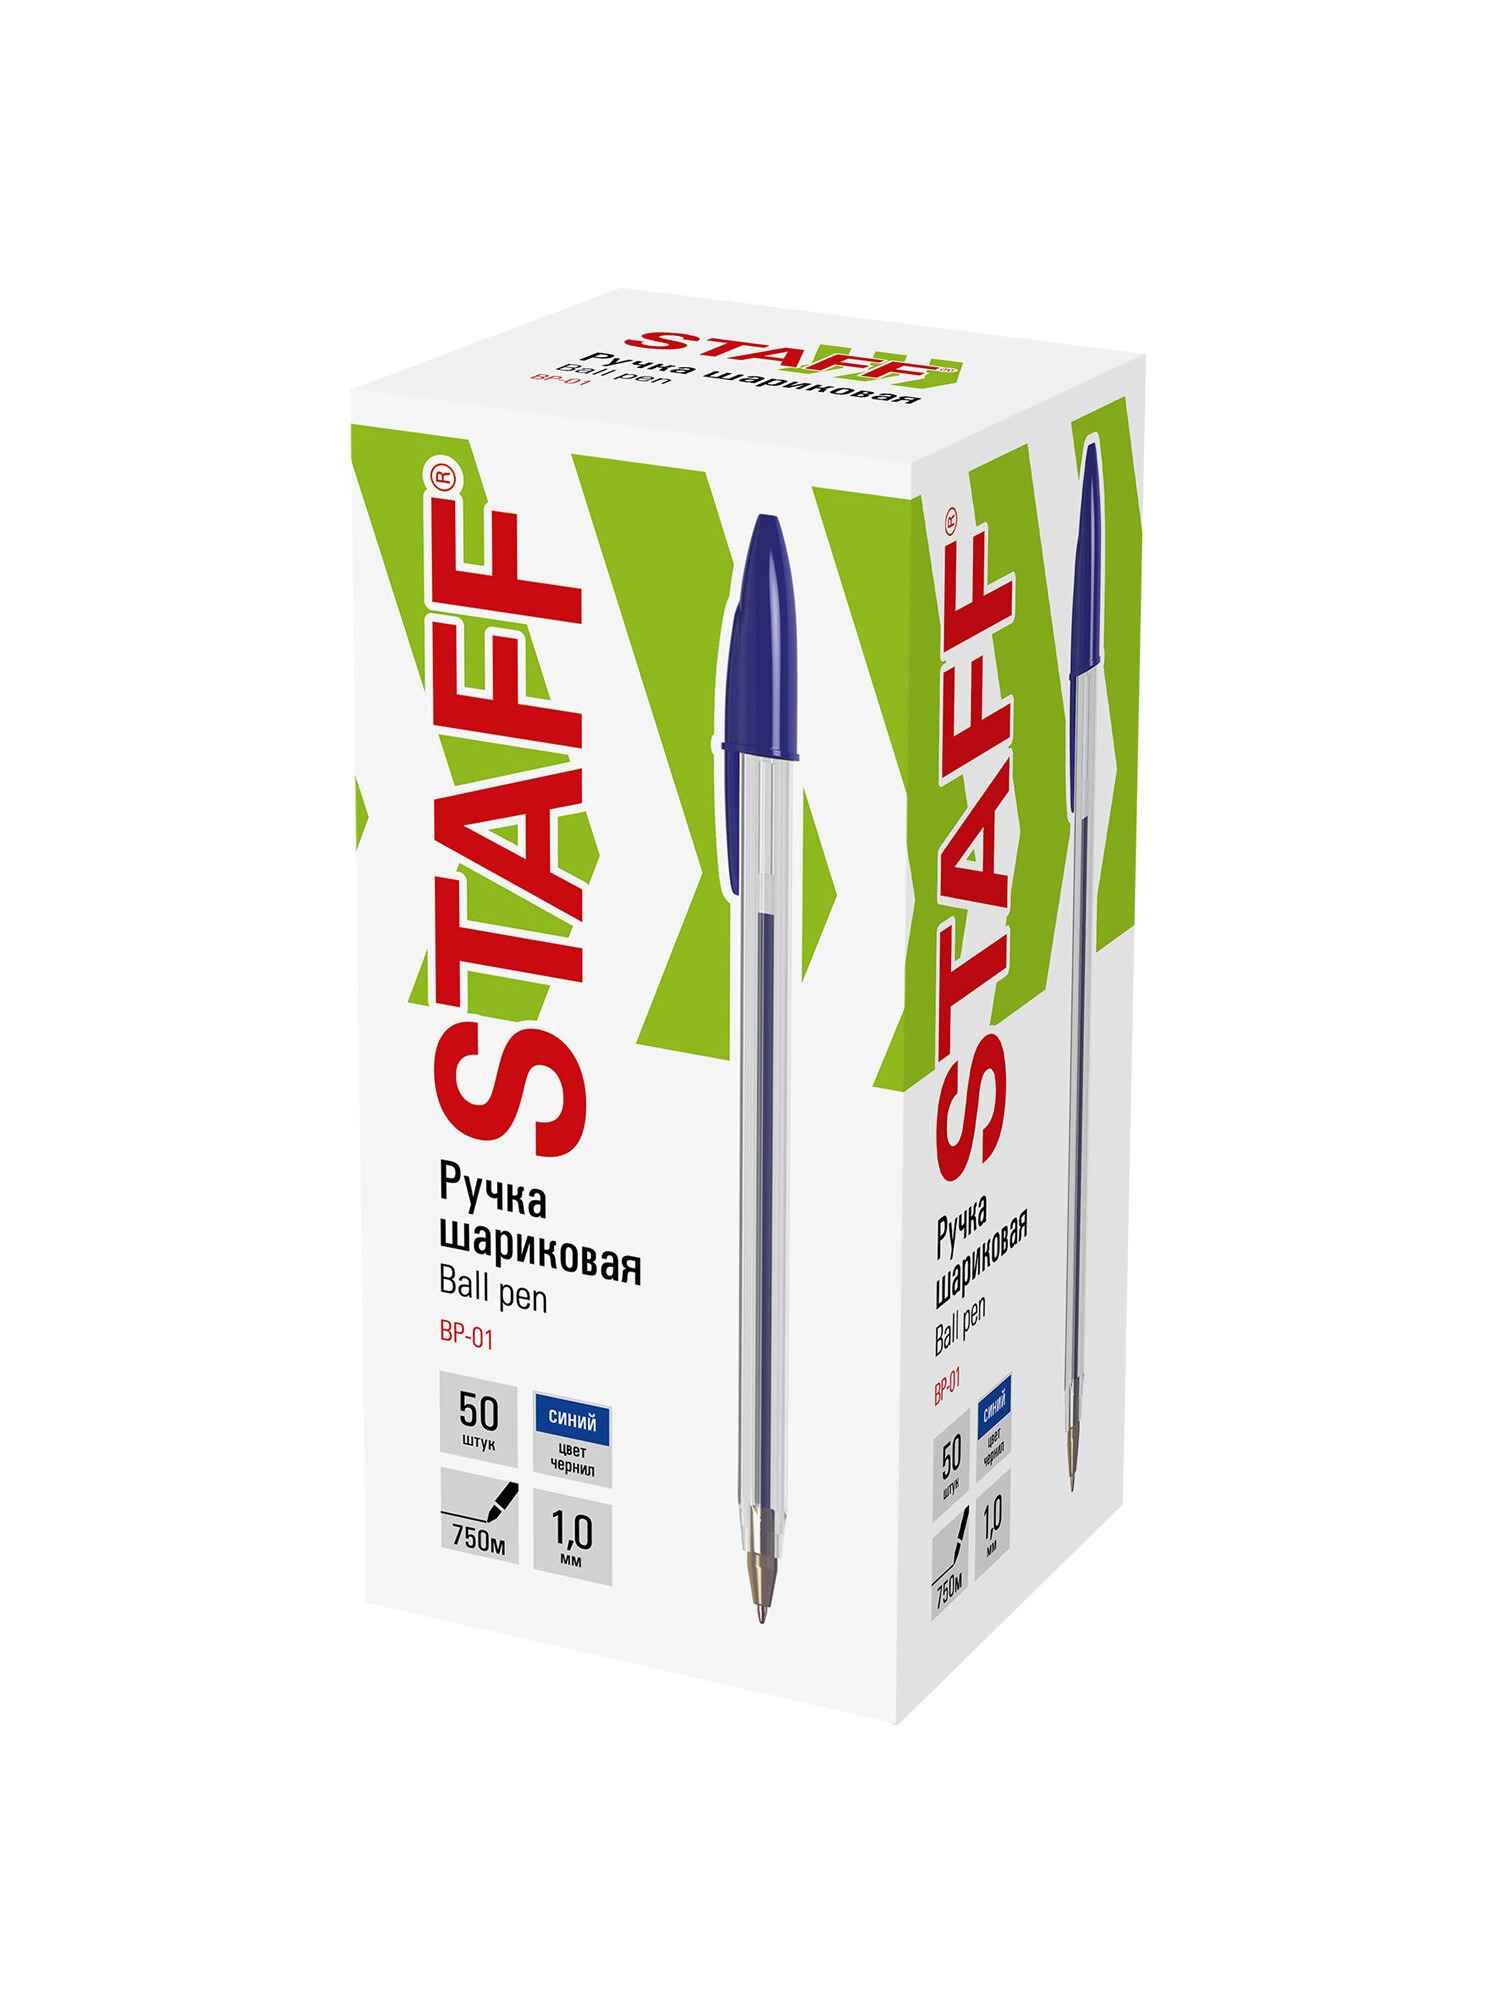 STAFF®
Ручка шариковая
Ball pen
BP-01
STAFF®
Ручка
шариковая
Ball pen
BP-01
50
штук
синий
цвет
чернил
750м
1,0
мм
STAFF®
Ручка
шариковая
Ball pen
BP-01
50
штук
синий
цвет
чернил
750м
1,0
мм